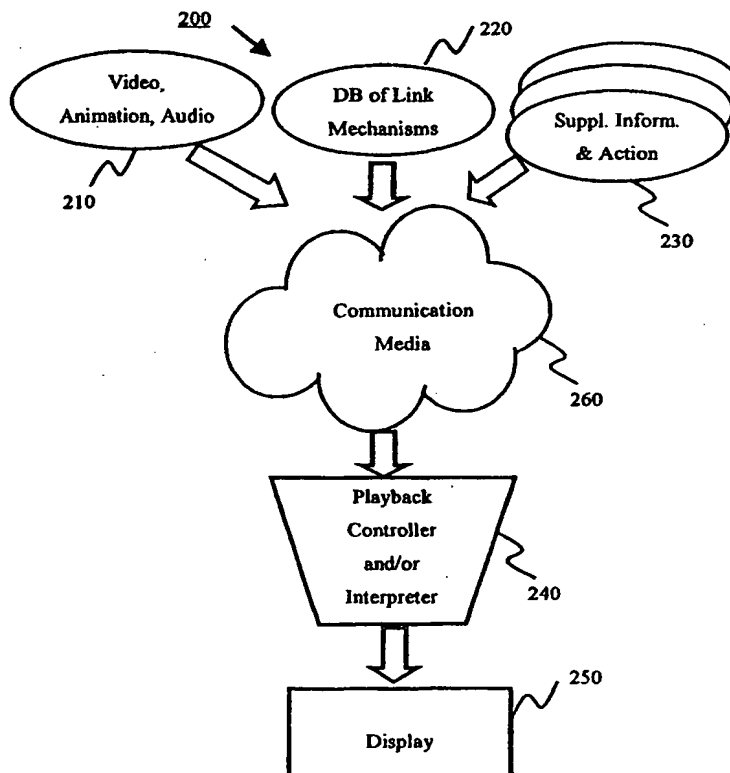 200
220
Video,
Animation, Audio
DB of Link
Mechanisms
Suppl. Inform.
& Action
210
230
Communication
Media
260
Playback
Controller
and/or
Interpreter
240
250
Display